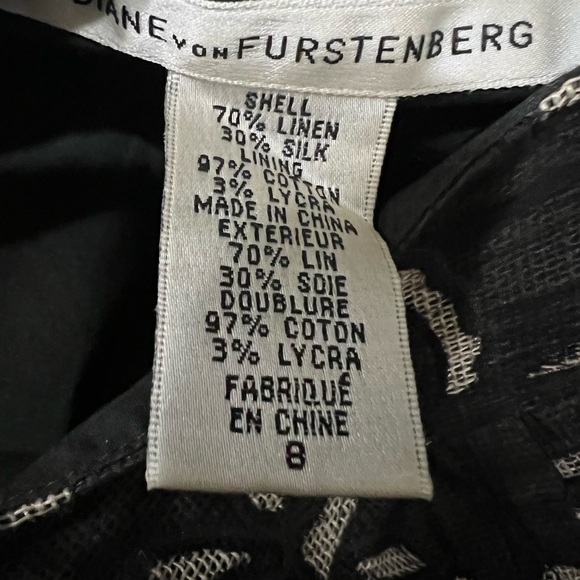 DIANE VON FURSTENBERG
SHELL
70% LINEN
30% SILK
LINING
97% COTTON
3% LYCRA
MADE IN CHINA
EXTERIEUR
70% LIN
30% SOIE
DOUBLURE
97% COTON
3% LYCRA
FABRIQUÉ
EN CHINE
8